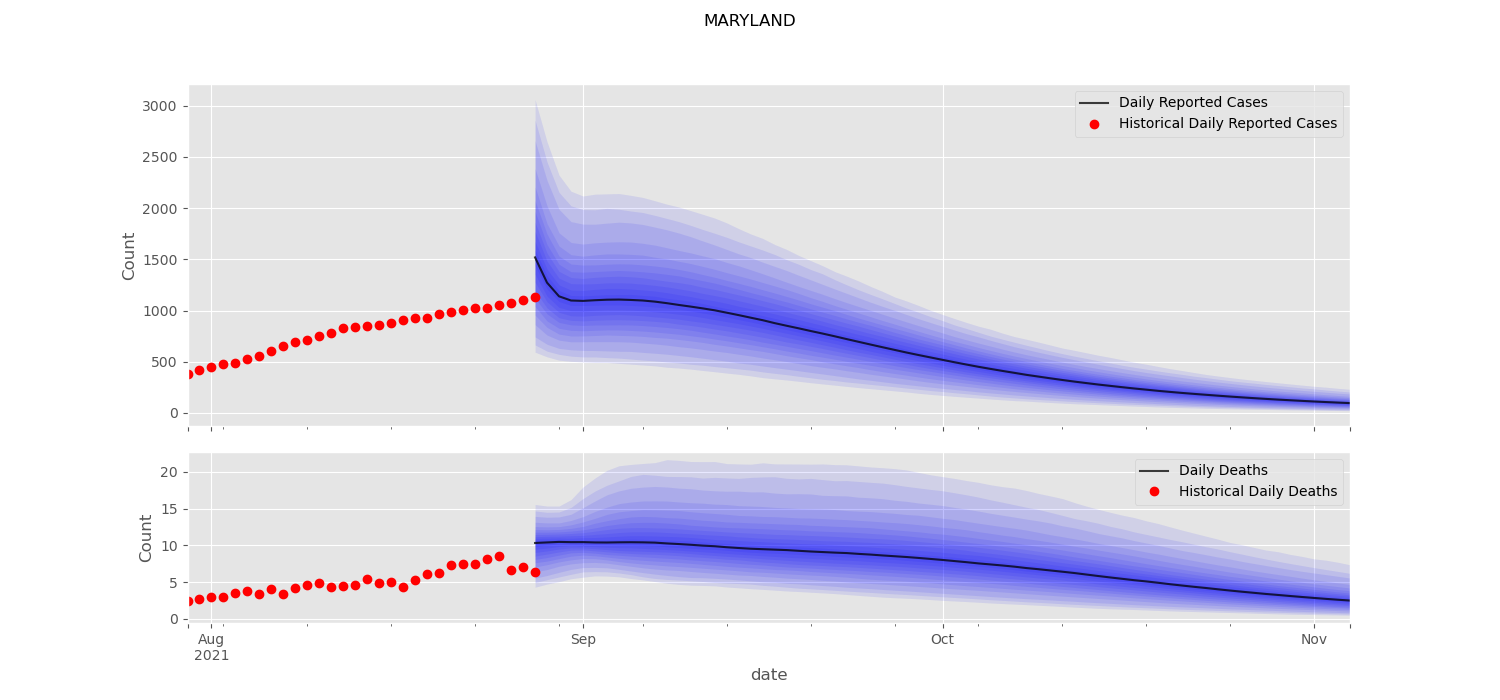 MARYLAND
3000
2500
2000
1500
1000
500
0
Count
Daily Reported Cases
Historical Daily Reported Cases
20
15
10
5
0
Count
Daily Deaths
Historical Daily Deaths
Aug Sep Oct Nov
2021
date